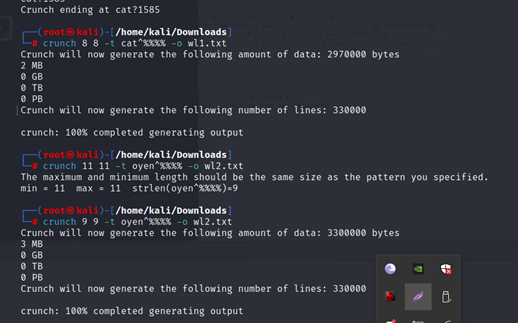 cat?1585
Crunch ending at cat?1585
┌──(root㉿kali)-[/home/kali/Downloads]
└─# crunch 8 8 -t cat^%%%% -o wl1.txt
Crunch will now generate the following amount of data: 2970000 bytes
2 MB
0 GB
0 TB
0 PB
Crunch will now generate the following number of lines: 330000
crunch: 100% completed generating output
┌──(root㉿kali)-[/home/kali/Downloads]
└─# crunch 11 11 -t oyen^%%%% -o wl2.txt
The maximum and minimum length should be the same size as the pattern you specified.
min = 11  max = 11  strlen(oyen^%%%%)=9
┌──(root㉿kali)-[/home/kali/Downloads]
└─# crunch 9 9 -t oyen^%%%% -o wl2.txt
Crunch will now generate the following amount of data: 3300000 bytes
3 MB
0 GB
0 TB
0 PB
Crunch will now generate the following number of lines: 330000
crunch: 100% completed generating output